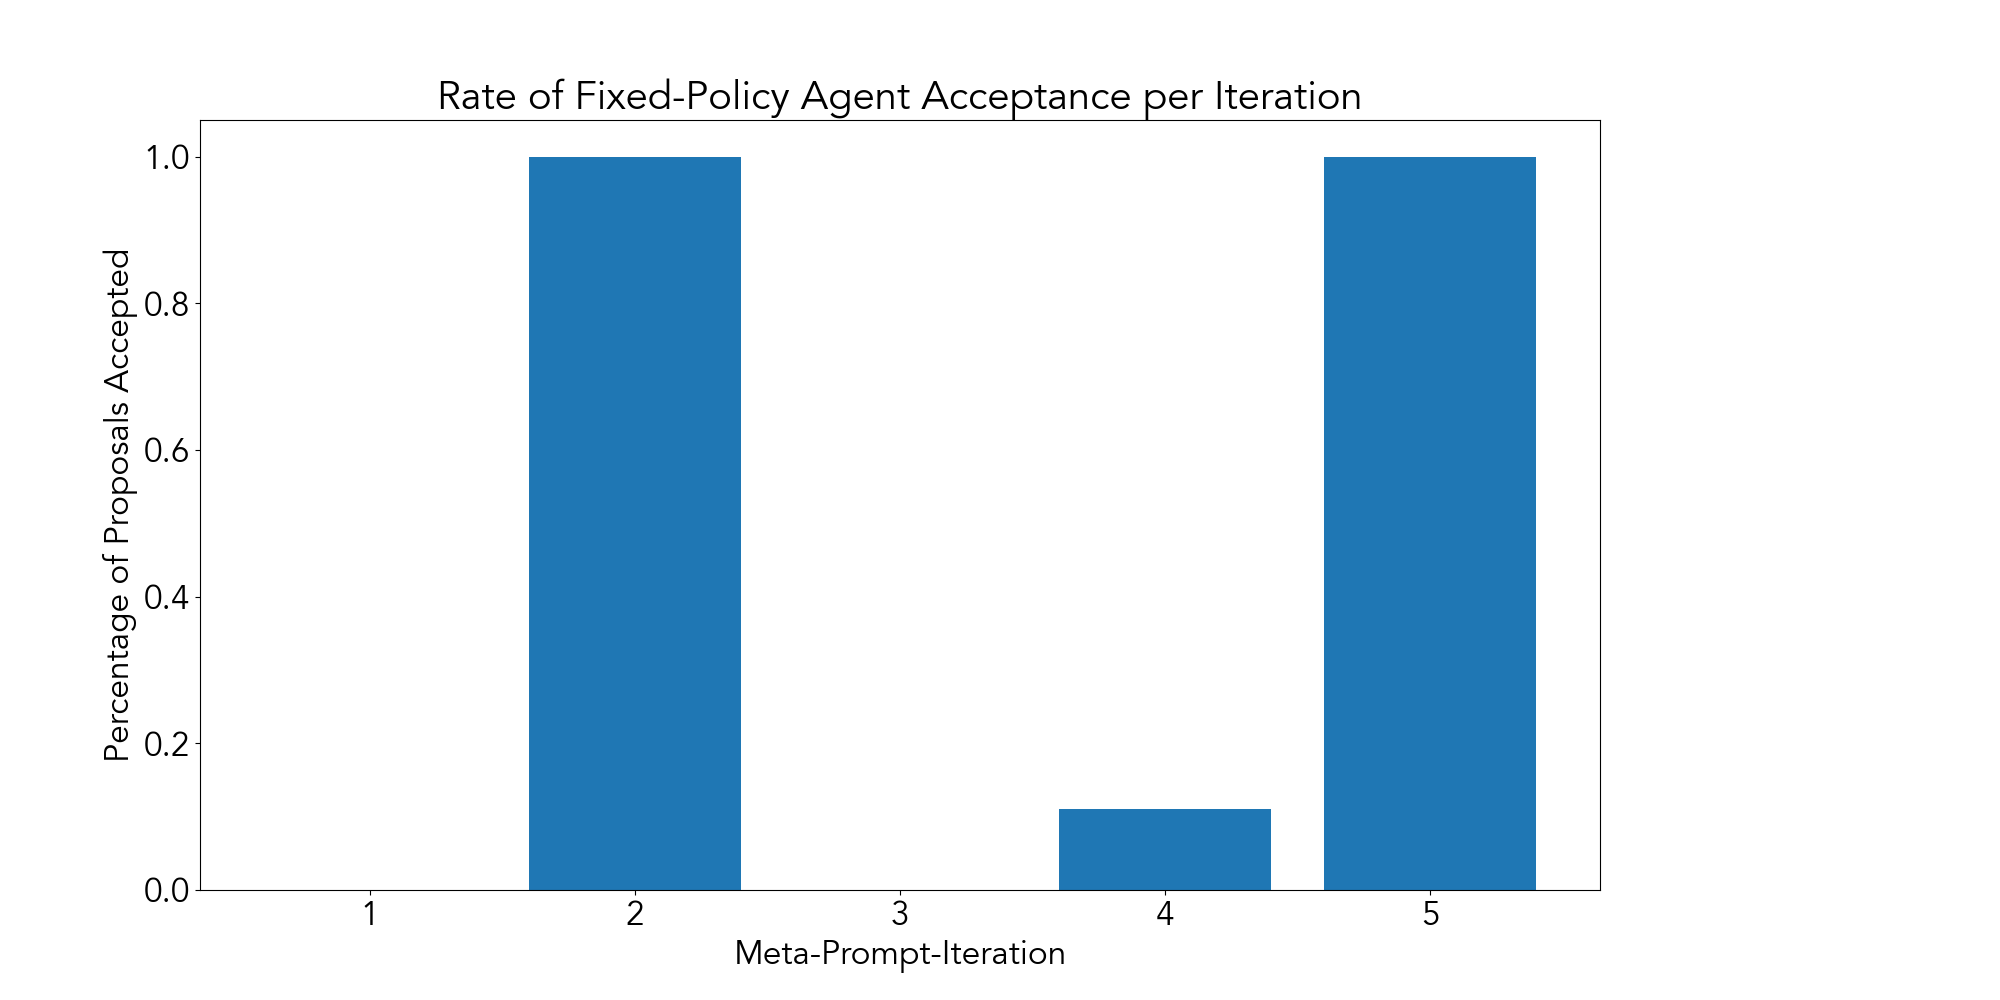 Rate of Fixed-Policy Agent Acceptance per Iteration
Percentage of Proposals Accepted
1.0
0.8
0.6
0.4
0.2
0.0
1 2 3 4 5
Meta-Prompt-Iteration